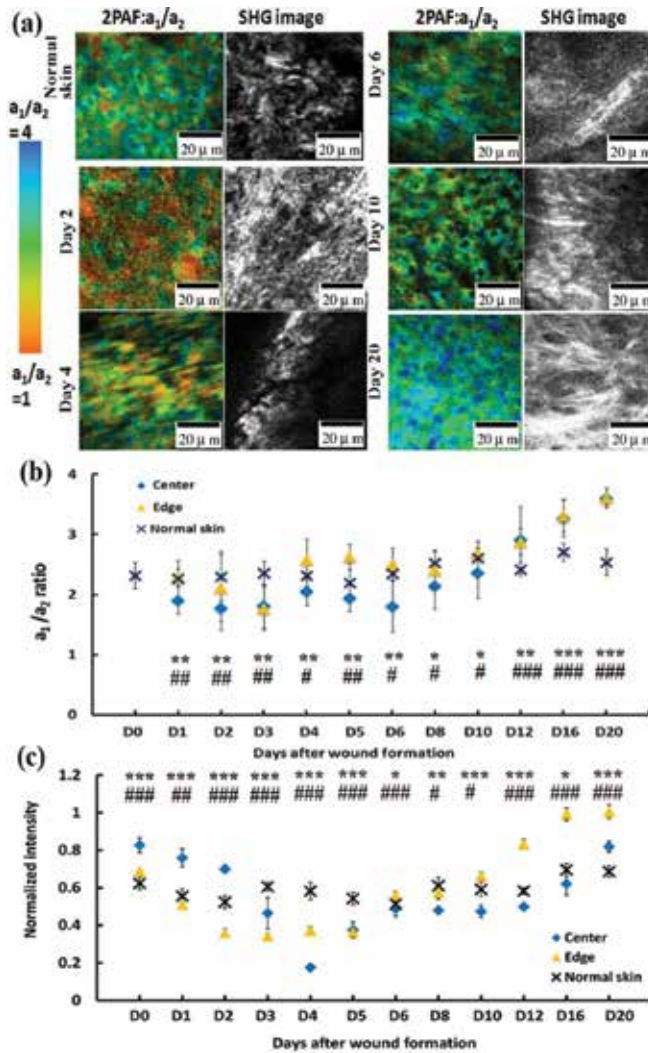 (a) 2PAF:a₁/a₂ SHG image 2PAF:a₁/a₂ SHG image
a₁/a₂
=4
a₁/a₂
=1
Normal
skin
20 µm 20 µm
Day 6
20 µm 20 µm
Day 2
20 µm 20 µm
Day 10
20 µm 20 µm
Day 4
20 µm 20 µm
Day 20
20 µm 20 µm
(b)
a₁/a₂ ratio
4
3
2
1
0
Center
Edge
Normal skin
** ** ** ** ** ** * * ** *** ***
## ## ## # ## # # # ### ### ###
D0 D1 D2 D3 D4 D5 D6 D8 D10 D12 D16 D20
Days after wound formation
(c)
Normalized intensity
1.2
1
0.8
0.6
0.4
0.2
0
*** *** *** *** *** *** * ** *** *** * ***
### ## ### ### ### ### ### # # ### ### ###
Center
Edge
Normal skin
D0 D1 D2 D3 D4 D5 D6 D8 D10 D12 D16 D20
Days after wound formation